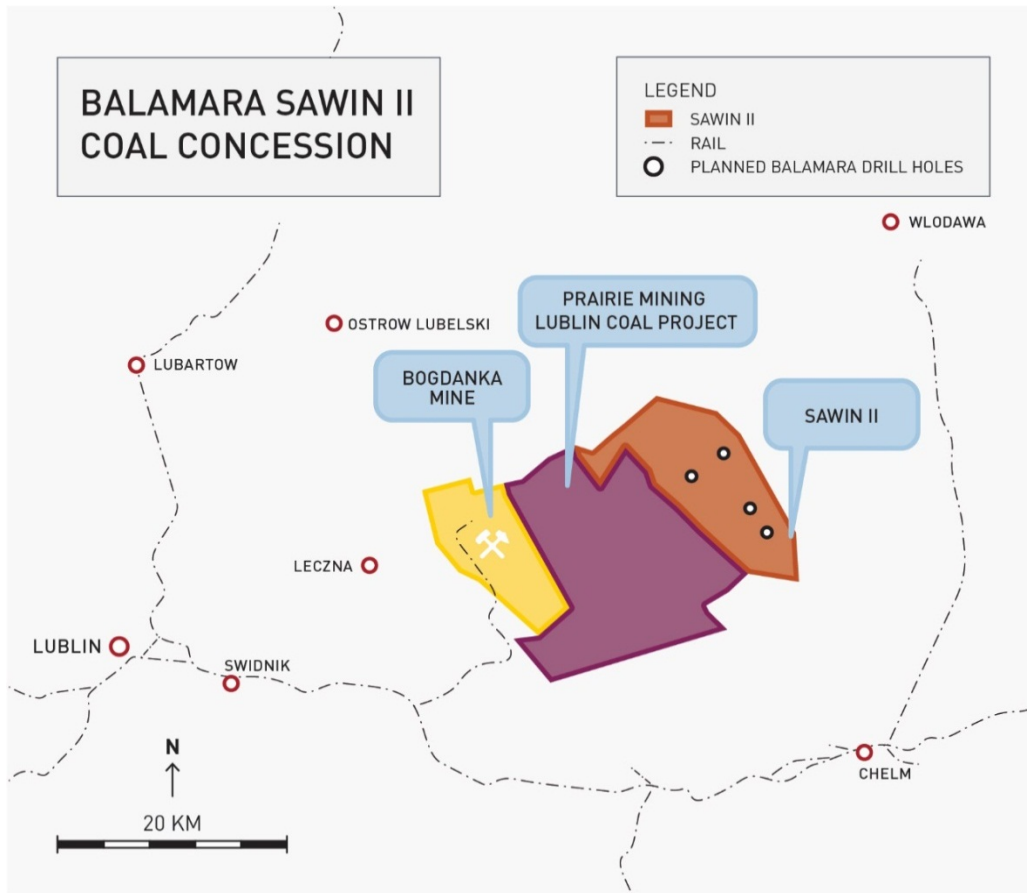 BALAMARA SAWIN II
COAL CONCESSION
LEGEND
SAWIN II
RAIL
PLANNED BALAMARA DRILL HOLES
WLODAWA
PRAIRIE MINING
LUBLIN COAL PROJECT
OSTROW LUBELSKI
LUBARTOW
BOGDANKA
MINE
SAWIN II
LECZNA
LUBLIN
SWIDNIK
N
CHELM
20 KM